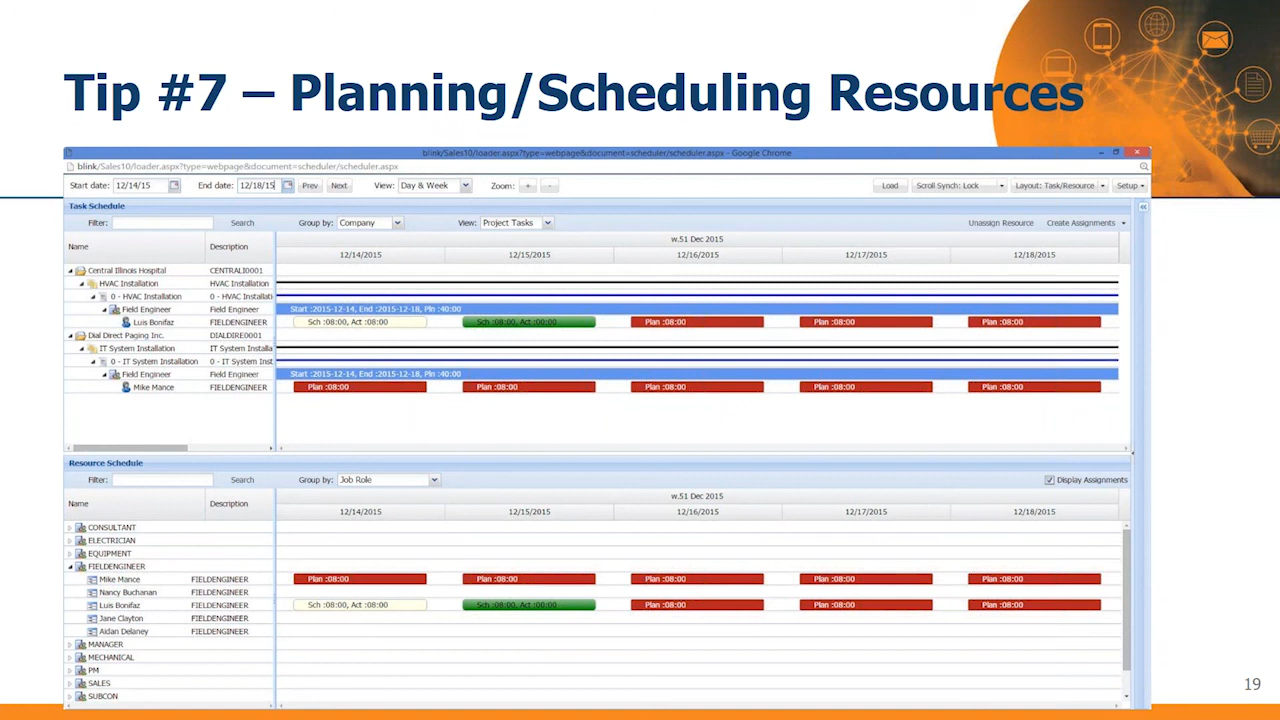 Tip #7 – Planning/Scheduling Resources
blink/Sales10/loader.aspx?type=webpage&document=scheduler/scheduler.aspx - Google Chrome
blink/Sales10/loader.aspx?type=webpage&document=scheduler/scheduler.aspx
Start date: 12/14/15 End date: 12/18/15 Prev Next View: Day & Week Zoom: + - Load Scroll Synch: Lock Layout: Task/Resource Setup
Task Schedule
Filter: Search Group by: Company View: Project Tasks Unassign Resource Create Assignments
Name Description w.51 Dec 2015
12/14/2015 12/15/2015 12/16/2015 12/17/2015 12/18/2015
Central Illinois Hospital CENTRALI0001
HVAC Installation HVAC Installation
0 - HVAC Installation 0 - HVAC Installati
Field Engineer Field Engineer Start :2015-12-14, End :2015-12-18, Pln :40:00
Luis Bonifaz FIELDENGINEER Sch :08:00, Act :08:00 Sch :08:00, Act :00:00 Plan :08:00 Plan :08:00 Plan :08:00
Dial Direct Paging Inc. DIALDIRE0001
IT System Installation IT System Installa
0 - IT System Installation 0 - IT System Inst
Field Engineer Field Engineer Start :2015-12-14, End :2015-12-18, Pln :40:00
Mike Mance FIELDENGINEER Plan :08:00 Plan :08:00 Plan :08:00 Plan :08:00 Plan :08:00
Resource Schedule
Filter: Search Group by: Job Role Display Assignments
Name Description w.51 Dec 2015
12/14/2015 12/15/2015 12/16/2015 12/17/2015 12/18/2015
CONSULTANT
ELECTRICIAN
EQUIPMENT
FIELDENGINEER
Mike Mance FIELDENGINEER Plan :08:00 Plan :08:00 Plan :08:00 Plan :08:00 Plan :08:00
Nancy Buchanan FIELDENGINEER
Luis Bonifaz FIELDENGINEER Sch :08:00, Act :08:00 Sch :08:00, Act :00:00 Plan :08:00 Plan :08:00 Plan :08:00
Jane Clayton FIELDENGINEER
Aidan Delaney FIELDENGINEER
MANAGER
MECHANICAL
PM
SALES
SUBCON
19